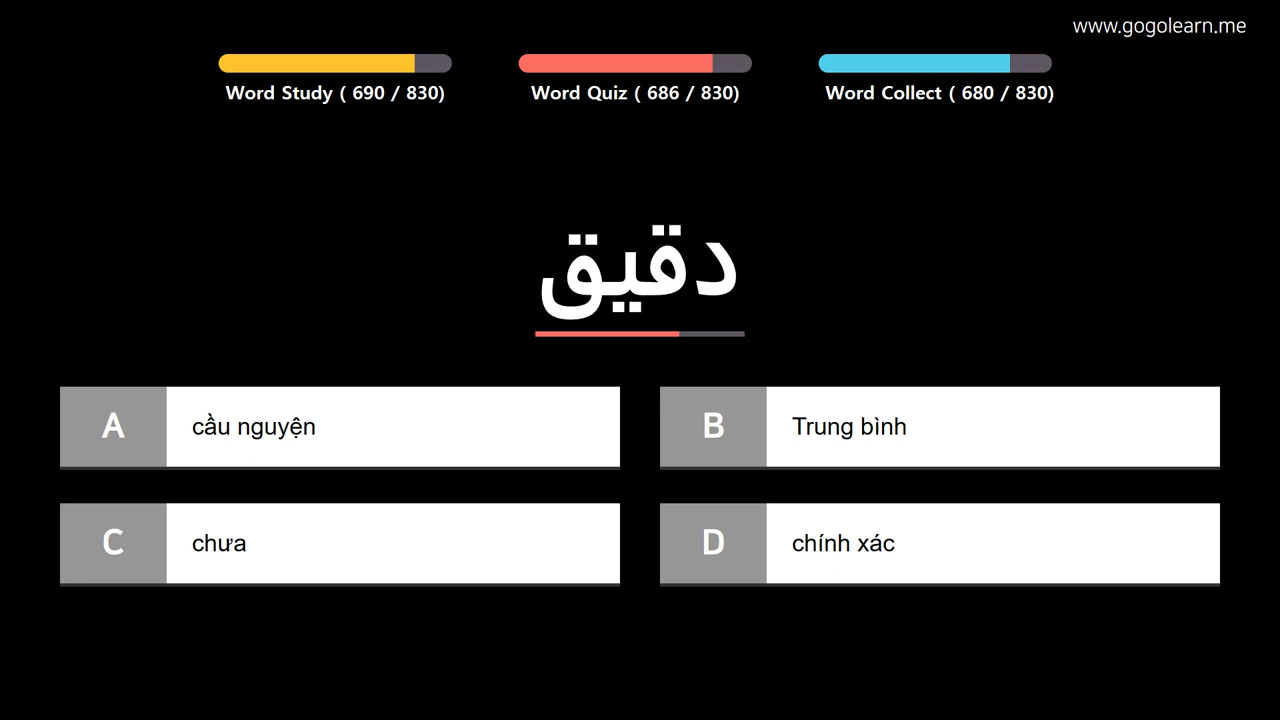 www.gogolearn.me
Word Study ( 690 / 830)
Word Quiz ( 686 / 830)
Word Collect ( 680 / 830)
دقيق
A cầu nguyện
B Trung bình
C chưa
D chính xác